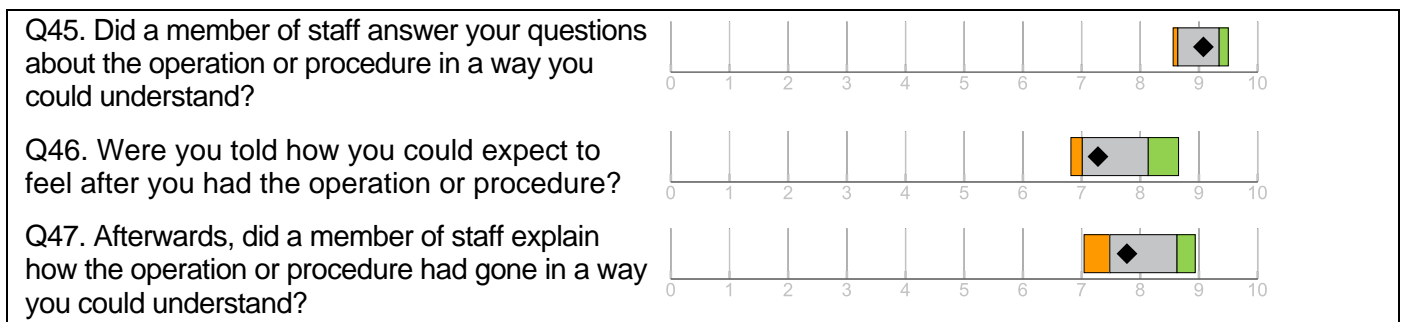 Q45. Did a member of staff answer your questions
about the operation or procedure in a way you
could understand?
0 1 2 3 4 5 6 7 8 9 10
Q46. Were you told how you could expect to
feel after you had the operation or procedure?
0 1 2 3 4 5 6 7 8 9 10
Q47. Afterwards, did a member of staff explain
how the operation or procedure had gone in a way
you could understand?
0 1 2 3 4 5 6 7 8 9 10